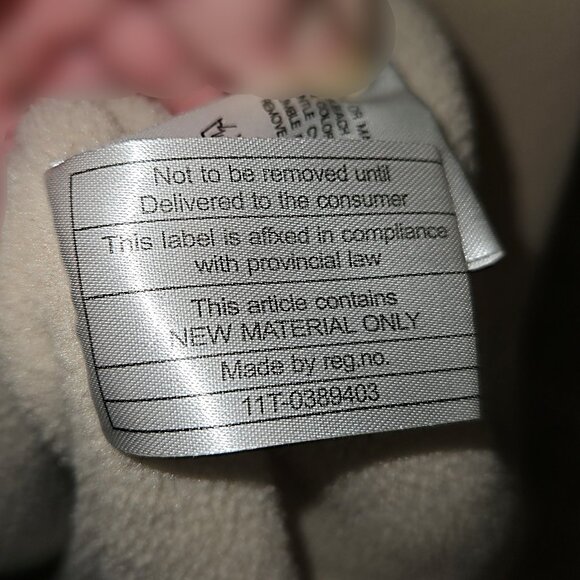 Not to be removed until
Delivered to the consumer
This label is affxed in compliance
with provincial law
This article contains
NEW MATERIAL ONLY
Made by reg.no.
11T-0389403